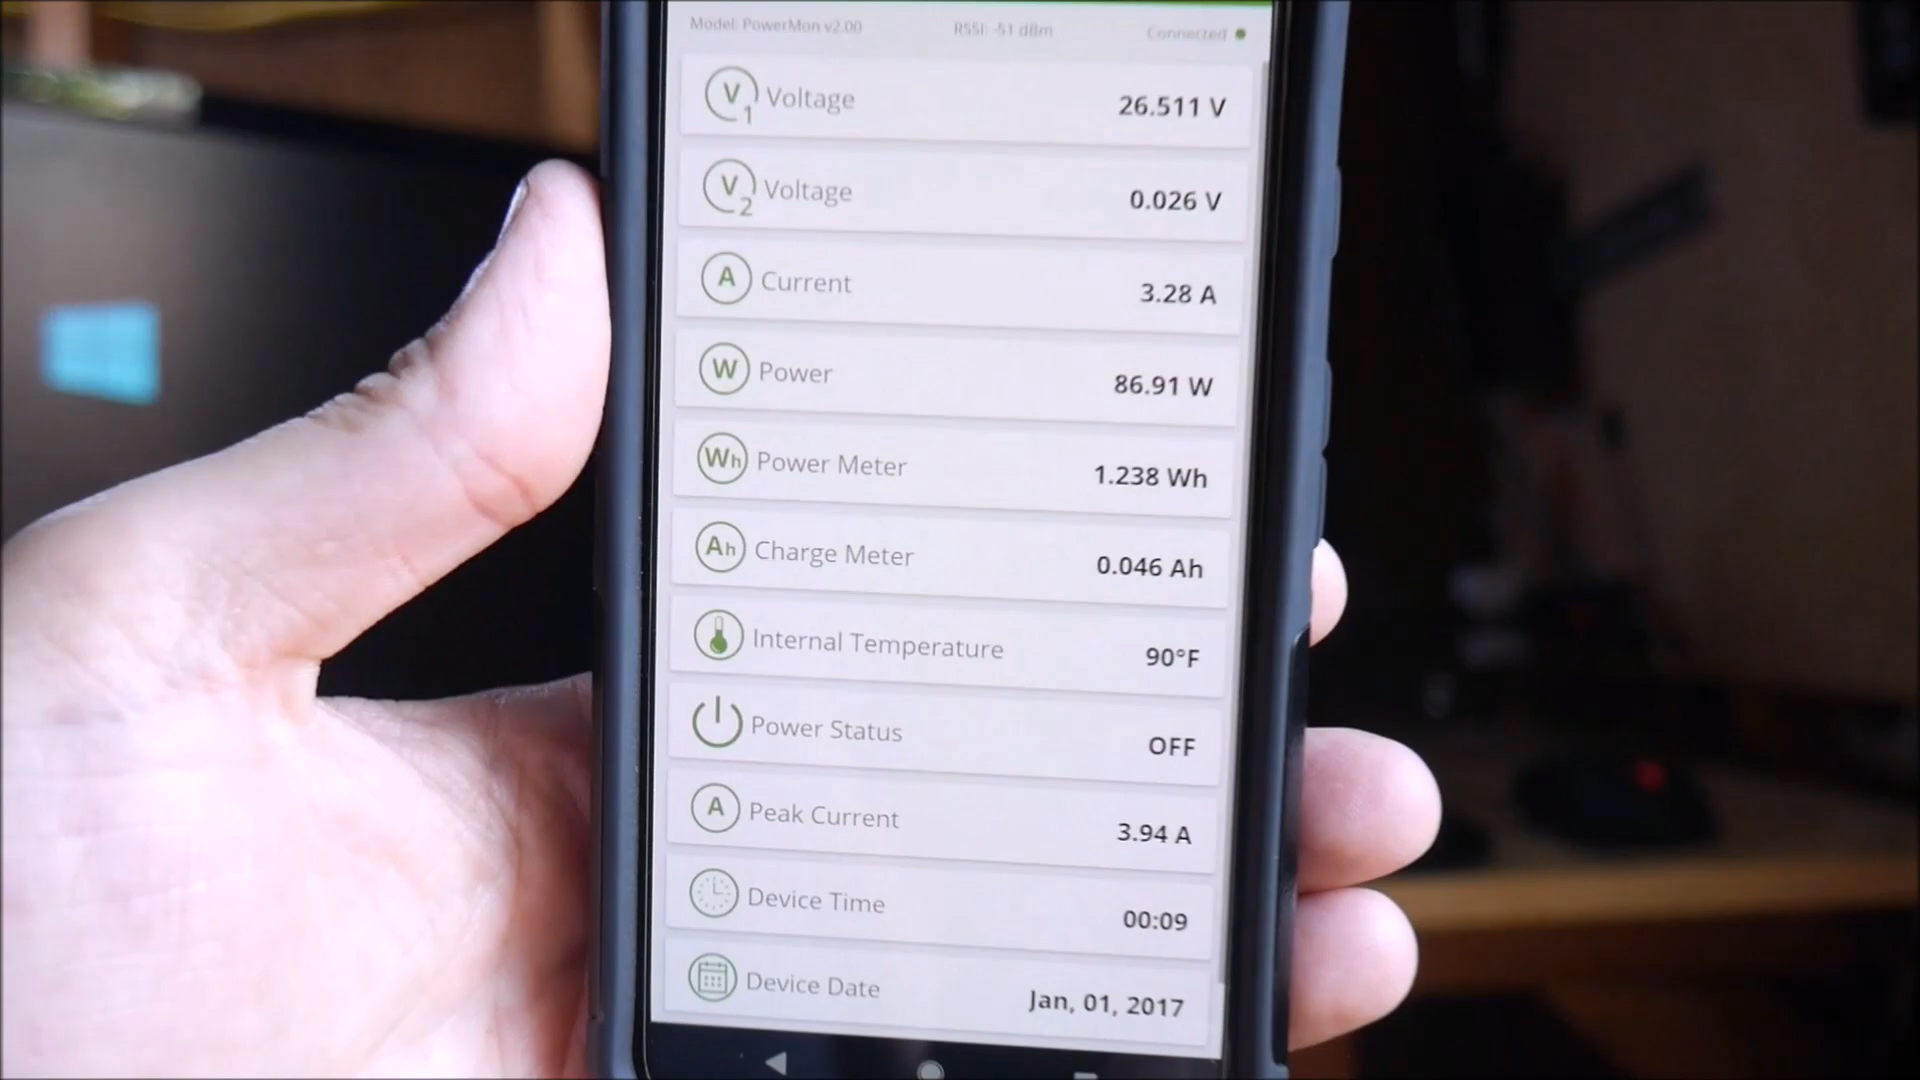 Model: PowerMon v2.00 RSSI: -51 dBm Connected
V1 Voltage 26.511 V
V2 Voltage 0.026 V
A Current 3.28 A
W Power 86.91 W
Wh Power Meter 1.238 Wh
Ah Charge Meter 0.046 Ah
Internal Temperature 90°F
Power Status OFF
A Peak Current 3.94 A
Device Time 00:09
Device Date Jan, 01, 2017